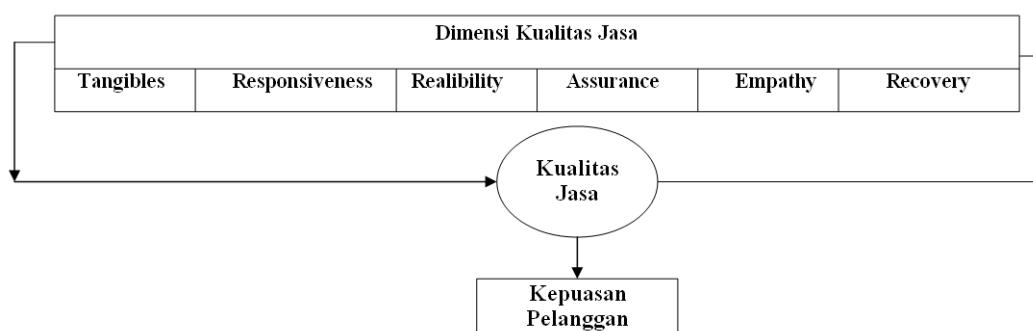 Dimensi Kualitas Jasa
Tangibles Responsiveness Realibility Assurance Empathy Recovery
Kualitas
Jasa
Kepuasan
Pelanggan